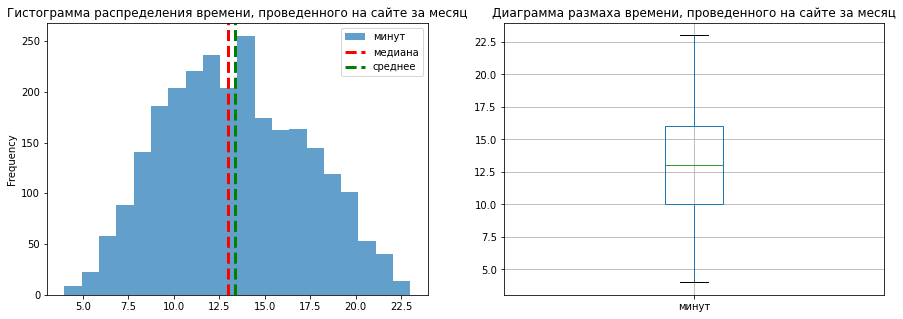 Гистограмма распределения времени, проведенного на сайте за месяц
Frequency
250
200
150
100
50
0
5.0 7.5 10.0 12.5 15.0 17.5 20.0 22.5
минут
медиана
среднее
Диаграмма размаха времени, проведенного на сайте за месяц
22.5
20.0
17.5
15.0
12.5
10.0
7.5
5.0
минут